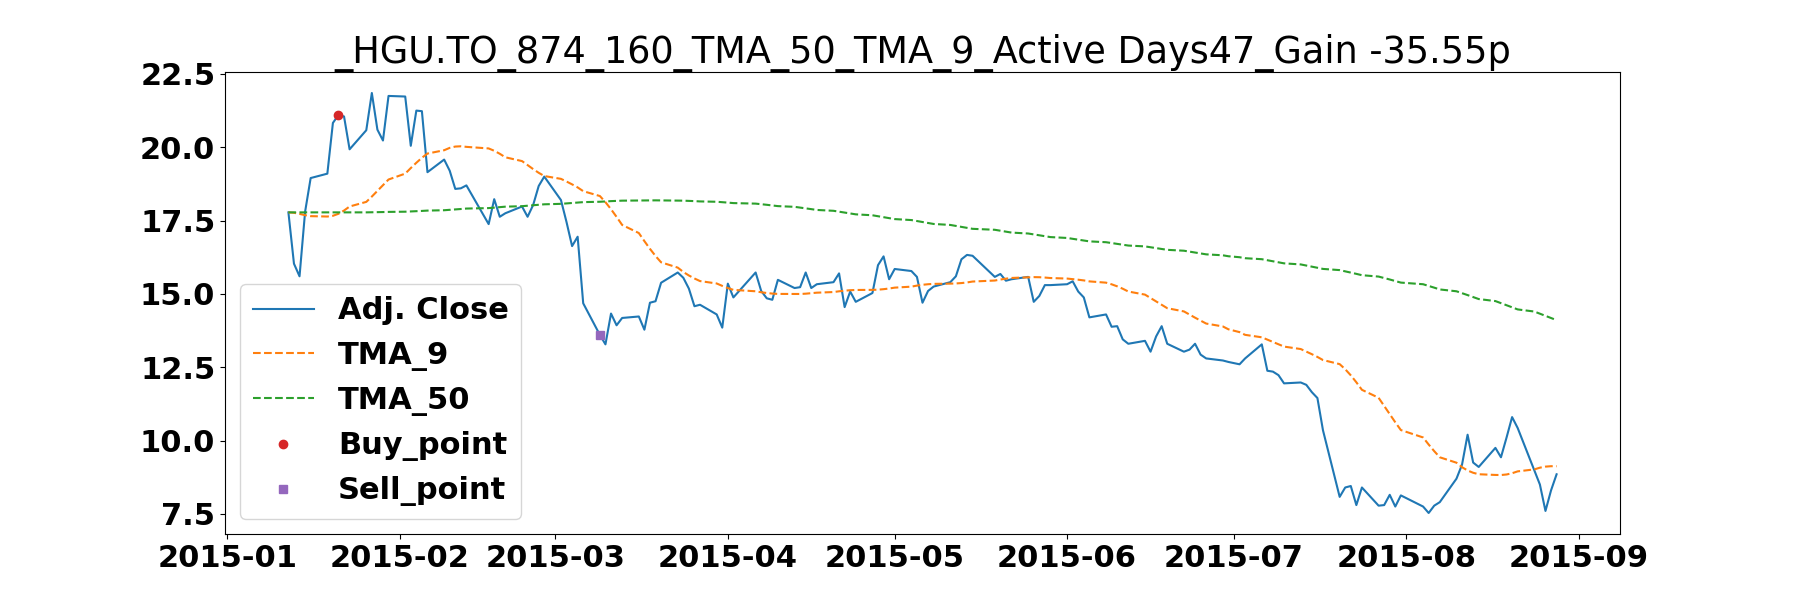 _HGU.TO_874_160_TMA_50_TMA_9_Active Days47_Gain -35.55p
22.5
20.0
17.5
15.0
12.5
10.0
7.5
Adj. Close
TMA_9
TMA_50
Buy_point
Sell_point
2015-01 2015-02 2015-03 2015-04 2015-05 2015-06 2015-07 2015-08 2015-09